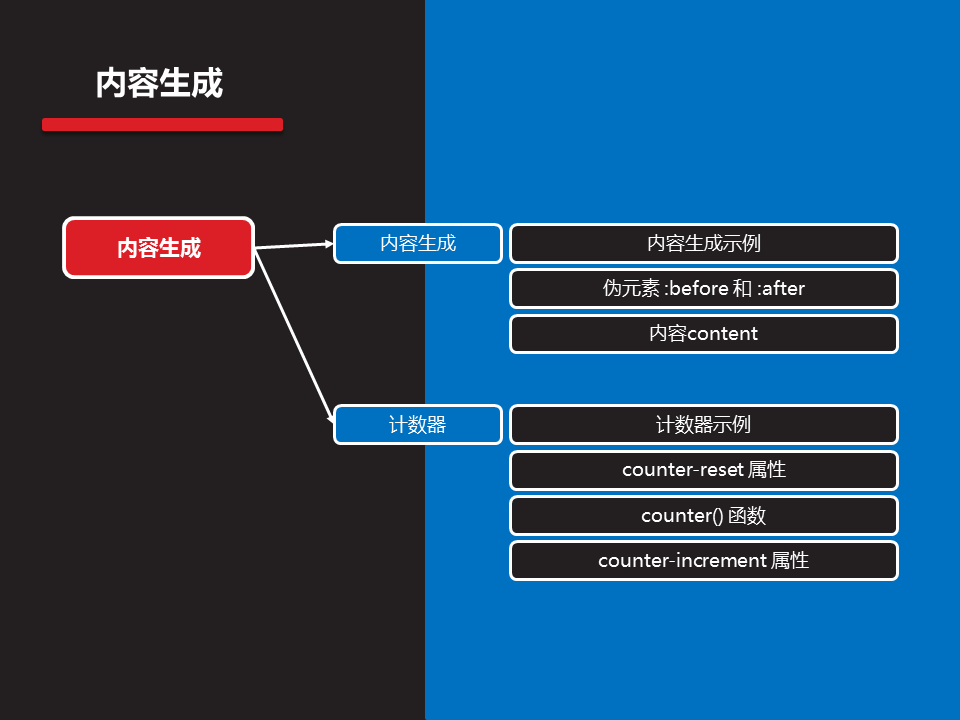 内容生成
内容生成
内容生成
内容生成示例
伪元素 :before 和 :after
内容content
计数器
计数器示例
counter-reset 属性
counter() 函数
counter-increment 属性